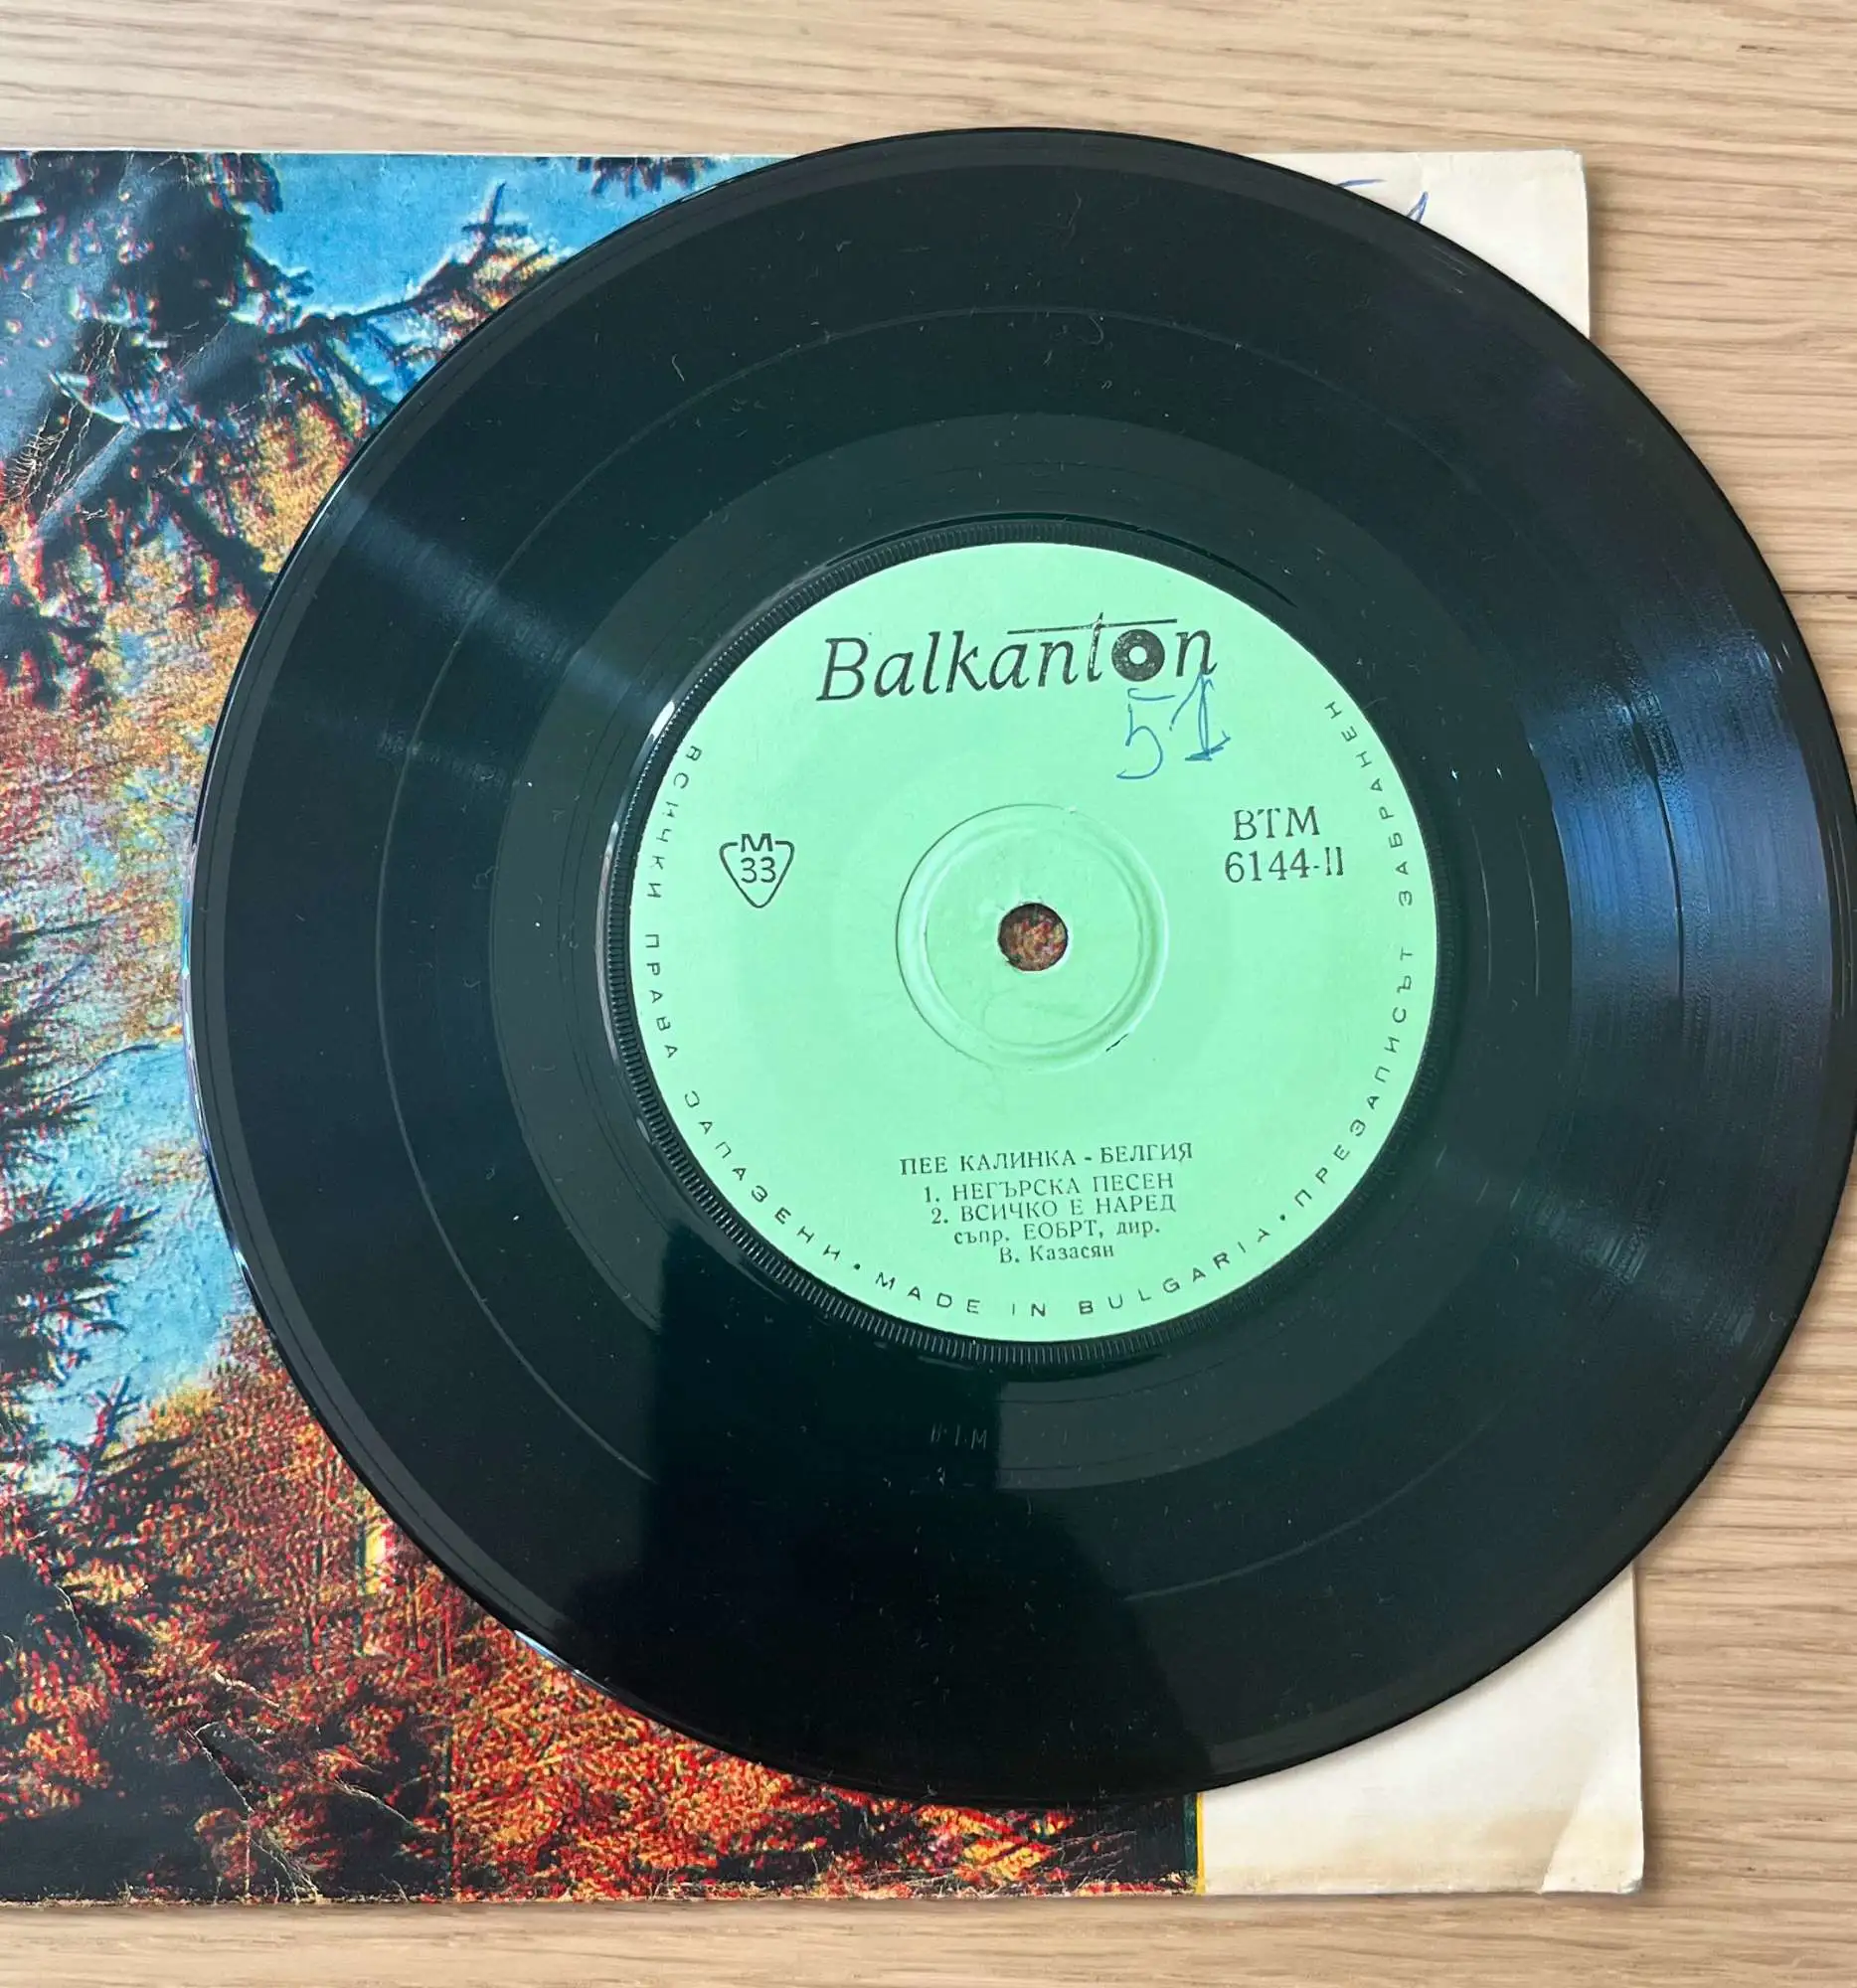 Balkanton
51
М
33
ВТМ
6144-II
ПЕЕ КАЛИНКА - БЕЛГИЯ
1. НЕГЪРСКА ПЕСЕН
2. ВСИЧКО Е НАРЕД
съпр. ЕОБРТ, дир.
В. Казасян
ВСИЧКИ ПРАВА ЗАПАЗЕНИ • MADE IN BULGARIA • ПРЕЗАПИСЪТ ЗАБРАНЕН